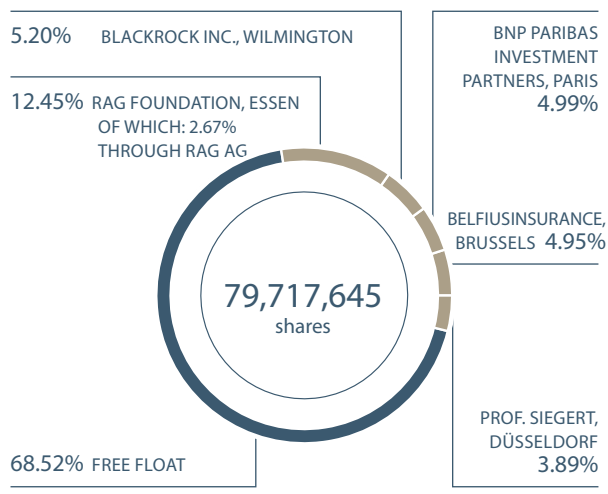 5.20% BLACKROCK INC., WILMINGTON
12.45% RAG FOUNDATION, ESSEN
OF WHICH: 2.67%
THROUGH RAG AG
BNP PARIBAS
INVESTMENT
PARTNERS, PARIS
4.99%
BELFIUSINSURANCE,
BRUSSELS 4.95%
79,717,645
shares
PROF. SIEGERT,
DÜSSELDORF
3.89%
68.52% FREE FLOAT